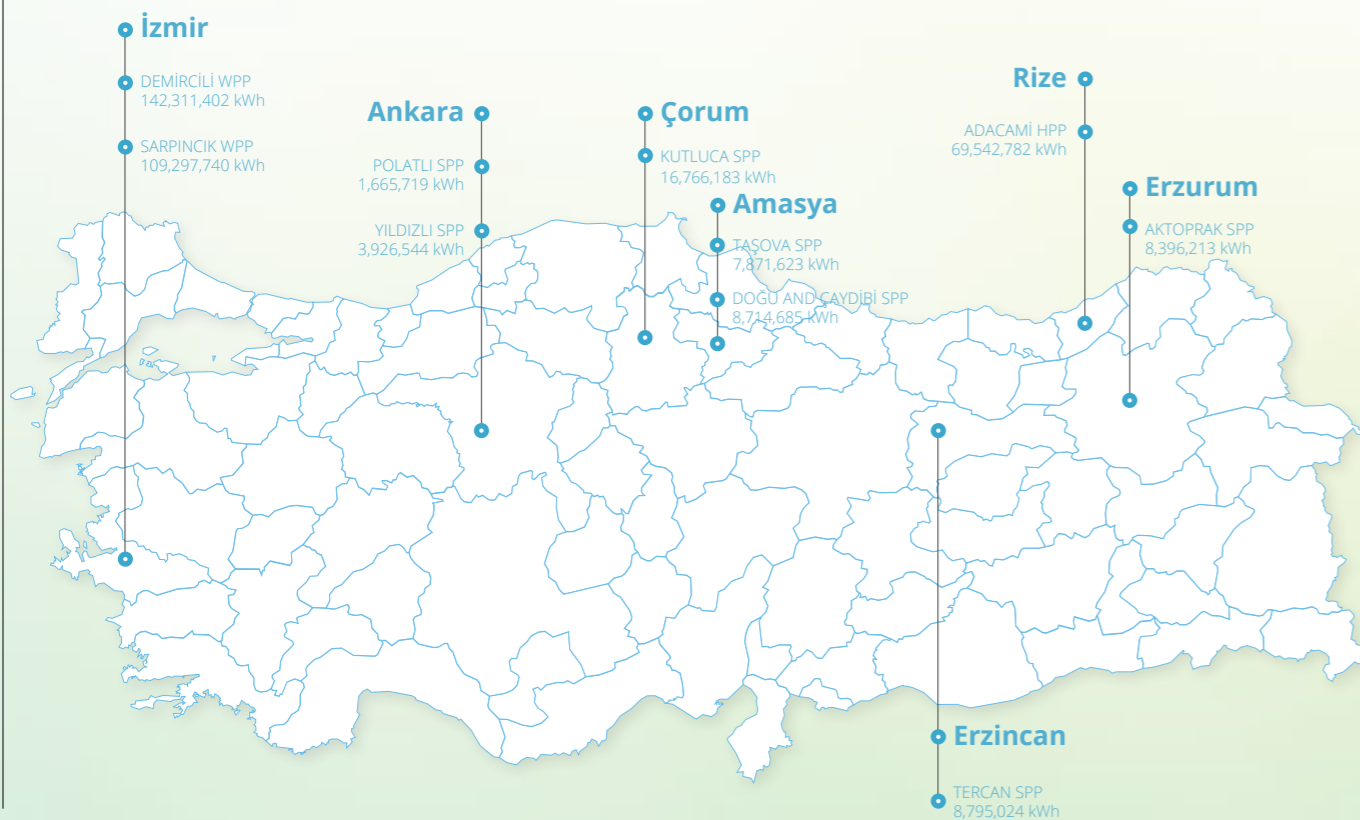 İzmir
DEMİRCİLİ WPP
142,311,402 kWh
SARPINCIK WPP
109,297,740 kWh
Ankara
POLATLI SPP
1,665,719 kWh
YILDIZLI SPP
3,926,544 kWh
Çorum
KUTLUCA SPP
16,766,183 kWh
Amasya
TAŞOVA SPP
7,871,623 kWh
DOĞU AND ÇAYDİBİ SPP
8,714,685 kWh
Rize
ADACAMİ HPP
69,542,782 kWh
Erzurum
AKTOPRAK SPP
8,396,213 kWh
Erzincan
TERCAN SPP
8,795,024 kWh